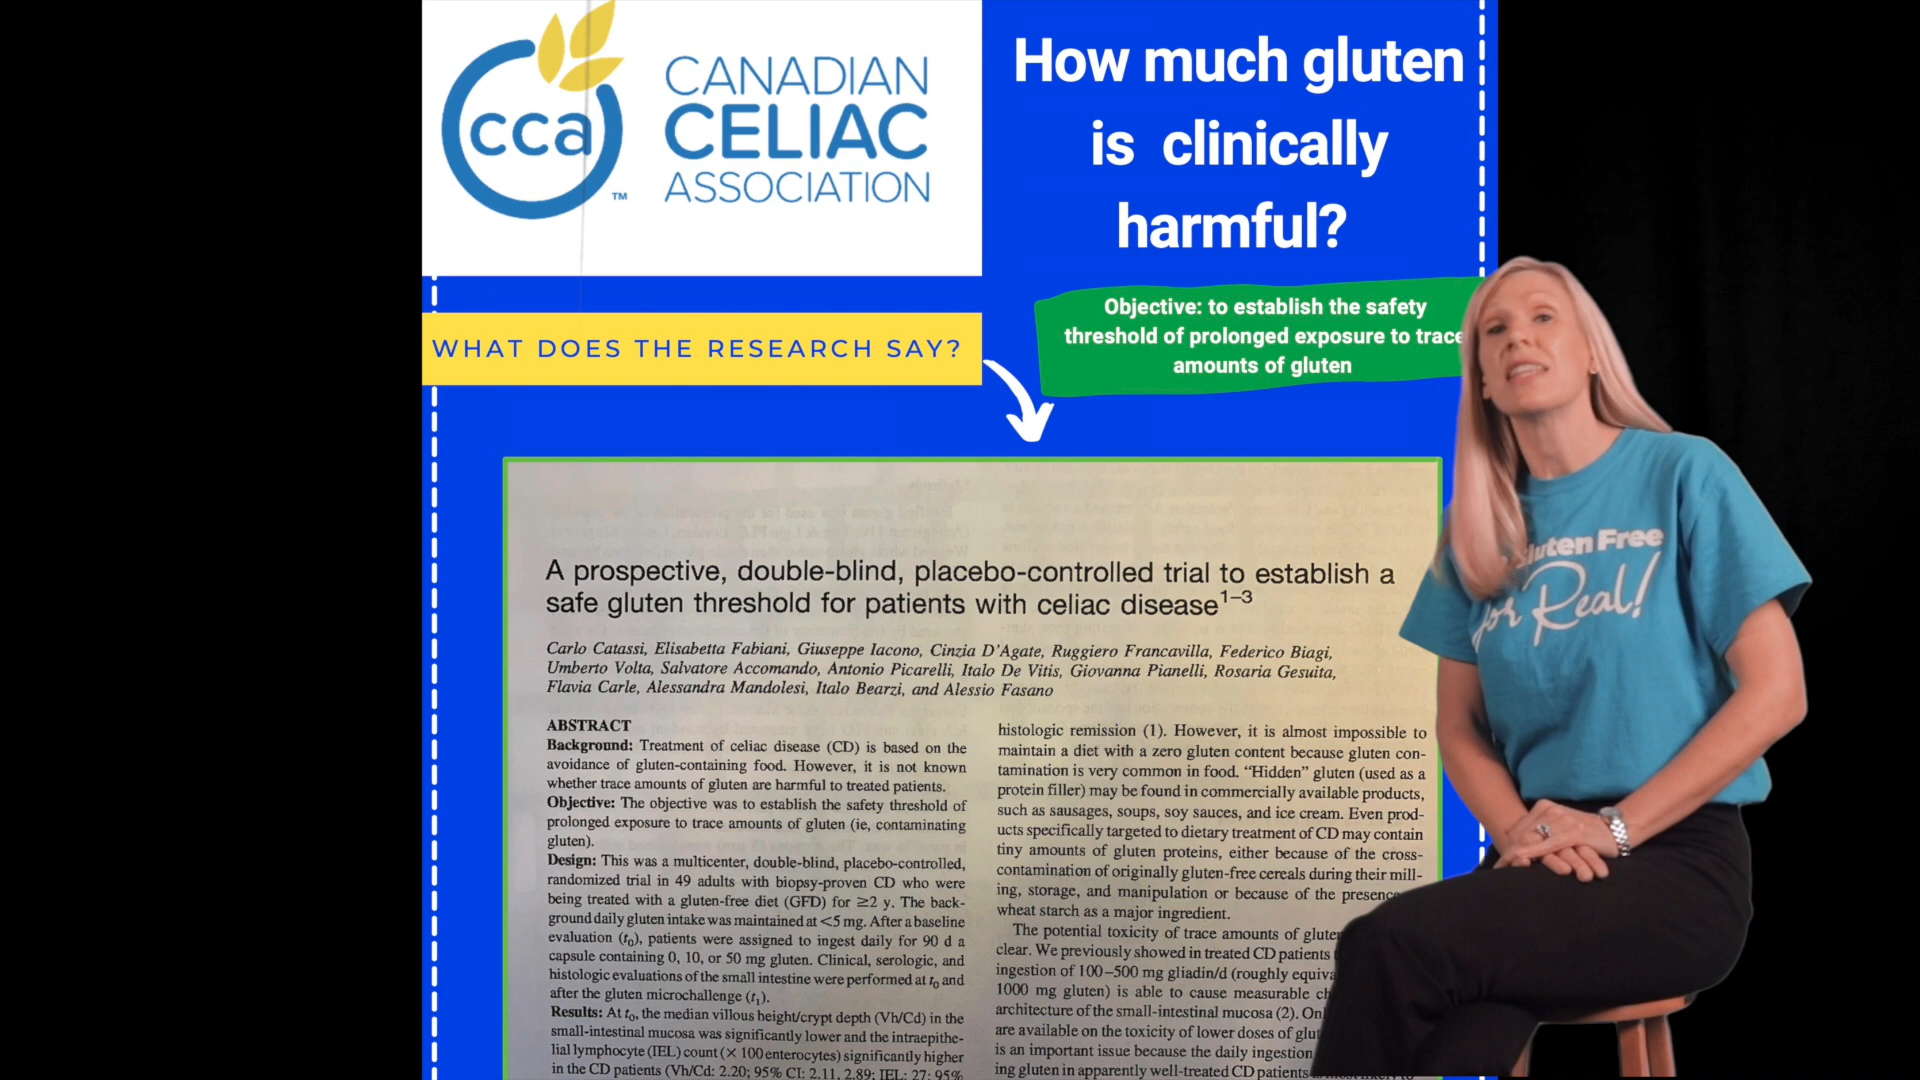 cca
TM
CANADIAN
CELIAC
ASSOCIATION
How much gluten
is clinically
harmful?
Objective: to establish the safety
threshold of prolonged exposure to trace
amounts of gluten
WHAT DOES THE RESEARCH SAY?
A prospective, double-blind, placebo-controlled trial to establish a
safe gluten threshold for patients with celiac disease1–3
Carlo Catassi, Elisabetta Fabiani, Giuseppe Iacono, Cinzia D'Agate, Ruggiero Francavilla, Federico Biagi,
Umberto Volta, Salvatore Accomando, Antonio Picarelli, Italo De Vitis, Giovanna Pianelli, Rosaria Gesuita,
Flavia Carle, Alessandra Mandolesi, Italo Bearzi, and Alessio Fasano
ABSTRACT
Background: Treatment of celiac disease (CD) is based on the
avoidance of gluten-containing food. However, it is not known
whether trace amounts of gluten are harmful to treated patients.
Objective: The objective was to establish the safety threshold of
prolonged exposure to trace amounts of gluten (ie, contaminating
gluten).
Design: This was a multicenter, double-blind, placebo-controlled,
randomized trial in 49 adults with biopsy-proven CD who were
being treated with a gluten-free diet (GFD) for ≥2 y. The back-
ground daily gluten intake was maintained at <5 mg. After a baseline
evaluation (t0), patients were assigned to ingest daily for 90 d a
capsule containing 0, 10, or 50 mg gluten. Clinical, serologic, and
histologic evaluations of the small intestine were performed at t0 and
after the gluten microchallenge (t1).
Results: At t0, the median villous height/crypt depth (Vh/Cd) in the
small-intestinal mucosa was significantly lower and the intraepithe-
lial lymphocyte (IEL) count (× 100 enterocytes) significantly higher
in the CD patients (Vh/Cd: 2.20; 95% CI: 2.11, 2.89; IEL: 27; 95%
histologic remission (1). However, it is almost impossible to
maintain a diet with a zero gluten content because gluten con-
tamination is very common in food. “Hidden” gluten (used as a
protein filler) may be found in commercially available products,
such as sausages, soups, soy sauces, and ice cream. Even prod-
ucts specifically targeted to dietary treatment of CD may contain
tiny amounts of gluten proteins, either because of the cross-
contamination of originally gluten-free cereals during their mill-
ing, storage, and manipulation or because of the presence
wheat starch as a major ingredient.
The potential toxicity of trace amounts of
clear. We previously showed in treated CD patients
ingestion of 100–500 mg gliadin/d (roughly
1000 mg gluten) is able to cause measurable
architecture of the small-intestinal mucosa (2).
are available on the toxicity of lower doses of
is an important issue because the daily ingestion
ing gluten in apparently well-treated CD patients
Gluten Free
for Real!